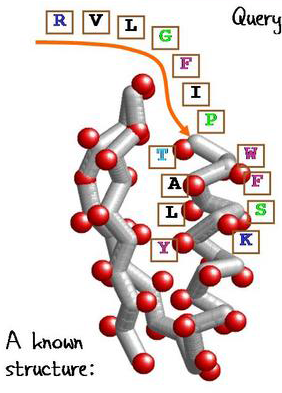 Query
R V L G
F
I
P
T W
A F
L S
Y K
A known
structure: